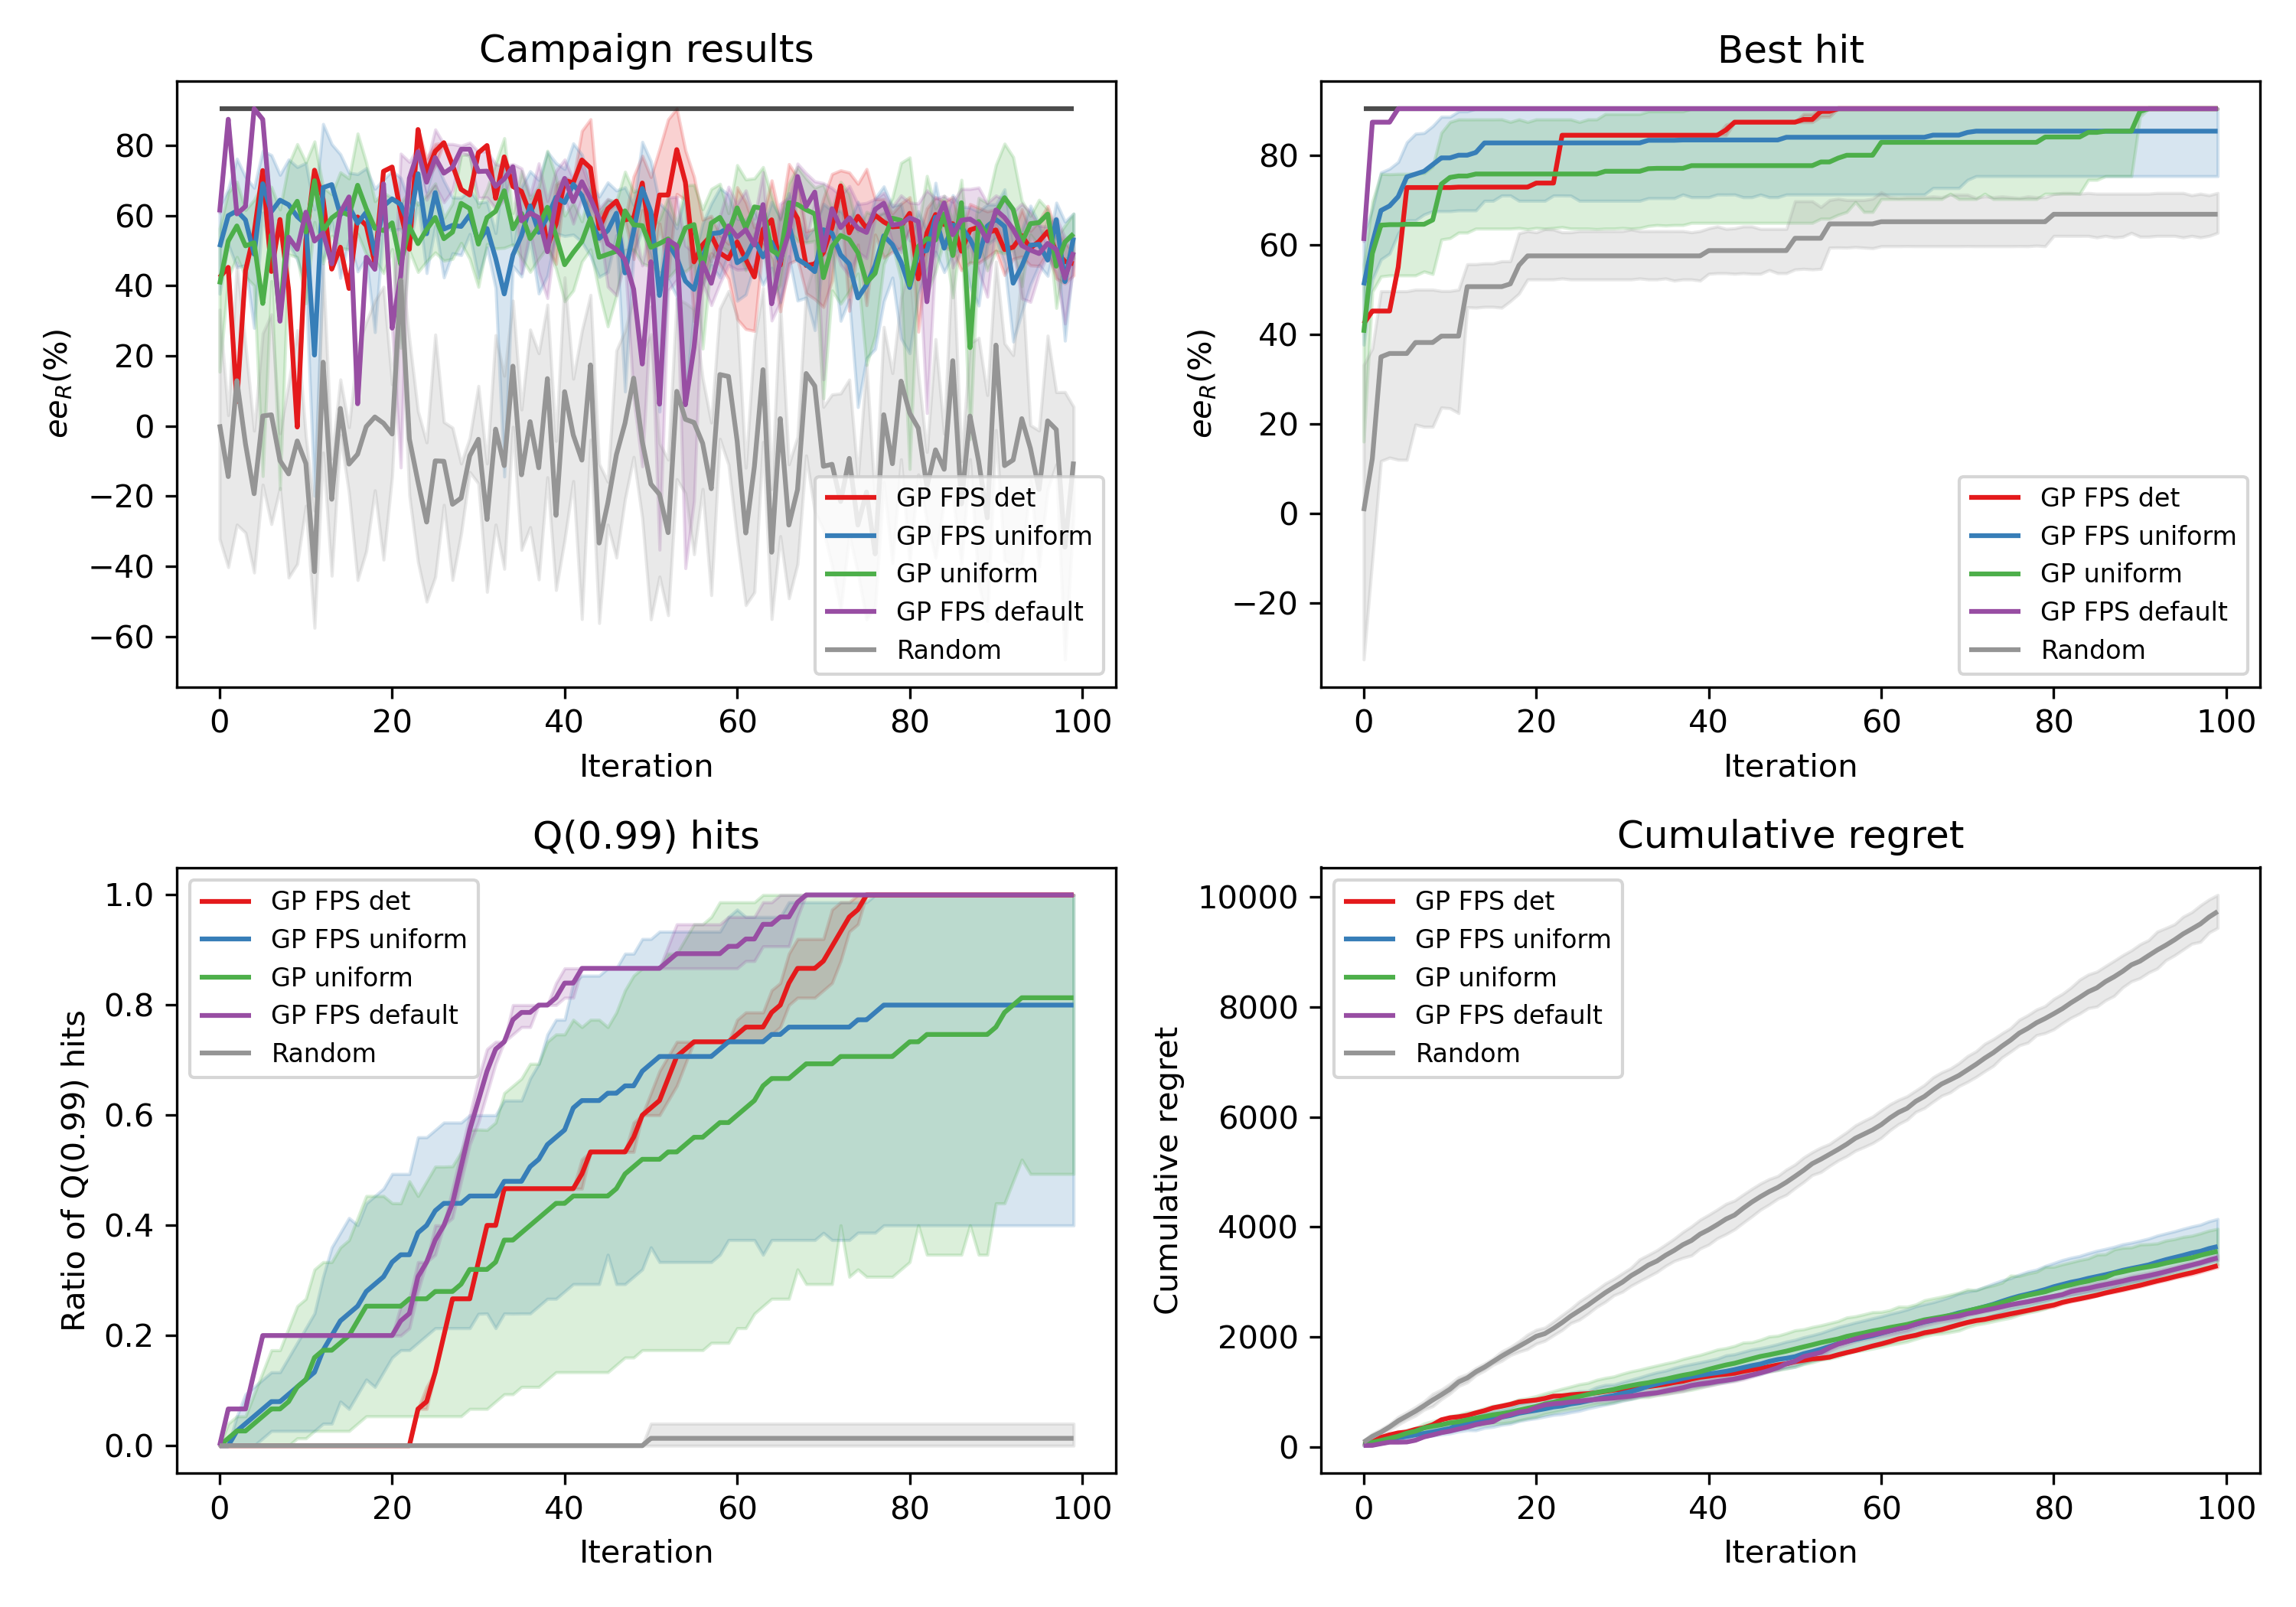 Campaign results
ee_R(%)
80
60
40
20
0
−20
−40
−60
GP FPS det
GP FPS uniform
GP uniform
GP FPS default
Random
0 20 40 60 80 100
Iteration
Best hit
ee_R(%)
80
60
40
20
0
−20
GP FPS det
GP FPS uniform
GP uniform
GP FPS default
Random
0 20 40 60 80 100
Iteration
Q(0.99) hits
Ratio of Q(0.99) hits
1.0
0.8
0.6
0.4
0.2
0.0
GP FPS det
GP FPS uniform
GP uniform
GP FPS default
Random
0 20 40 60 80 100
Iteration
Cumulative regret
Cumulative regret
10000
8000
6000
4000
2000
0
GP FPS det
GP FPS uniform
GP uniform
GP FPS default
Random
0 20 40 60 80 100
Iteration